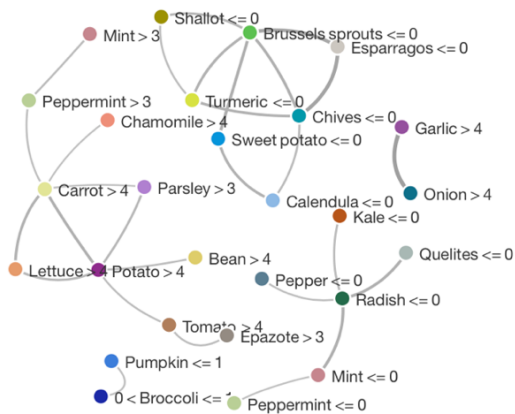 Shallot <= 0
Mint > 3
Brussels sprouts <= 0
Esparragos <= 0
Peppermint > 3
Turmeric <= 0
Chamomile > 4
Chives <= 0
Garlic > 4
Sweet potato <= 0
Carrot > 4
Parsley > 3
Onion > 4
Calendula <= 0
Kale <= 0
Quelites <= 0
Bean > 4
Lettuce > 4
Potato > 4
Pepper <= 0
Radish <= 0
Tomato > 4
Epazote > 3
Pumpkin <= 1
Mint <= 0
0 < Broccoli <= 1
Peppermint <= 0